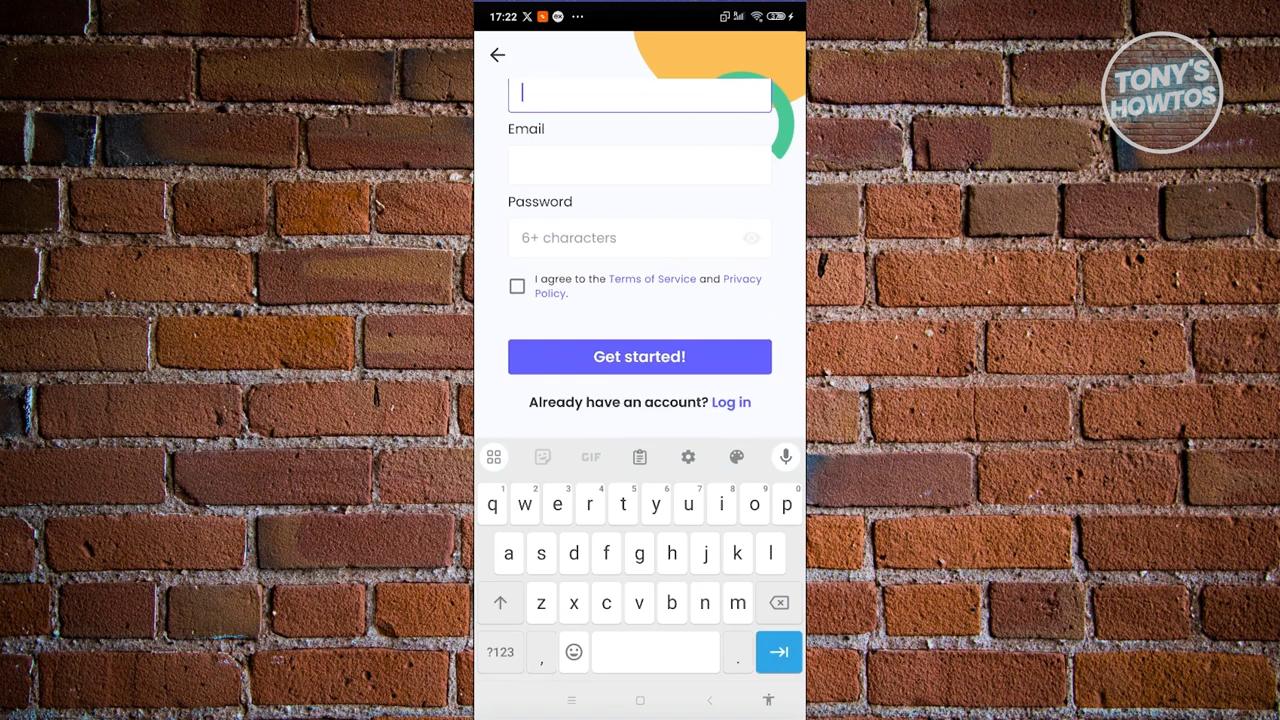 17:22
TONY'S
HOWTOS
Email
Password
6+ characters
I agree to the Terms of Service and Privacy
Policy.
Get started!
Already have an account? Log in
GIF
1 2 3 4 5 6 7 8 9 0
q w e r t y u i o p
a s d f g h j k l
z x c v b n m
?123 , .